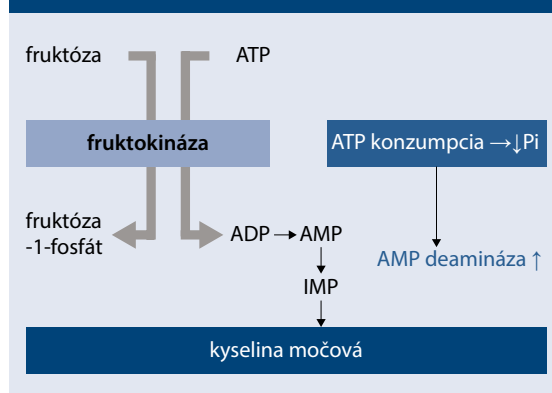 fruktóza ATP
fruktokináza
ATP konzumpcia →↓Pi
fruktóza
-1-fosfát
ADP → AMP
AMP deamináza ↑
IMP
kyselina močová